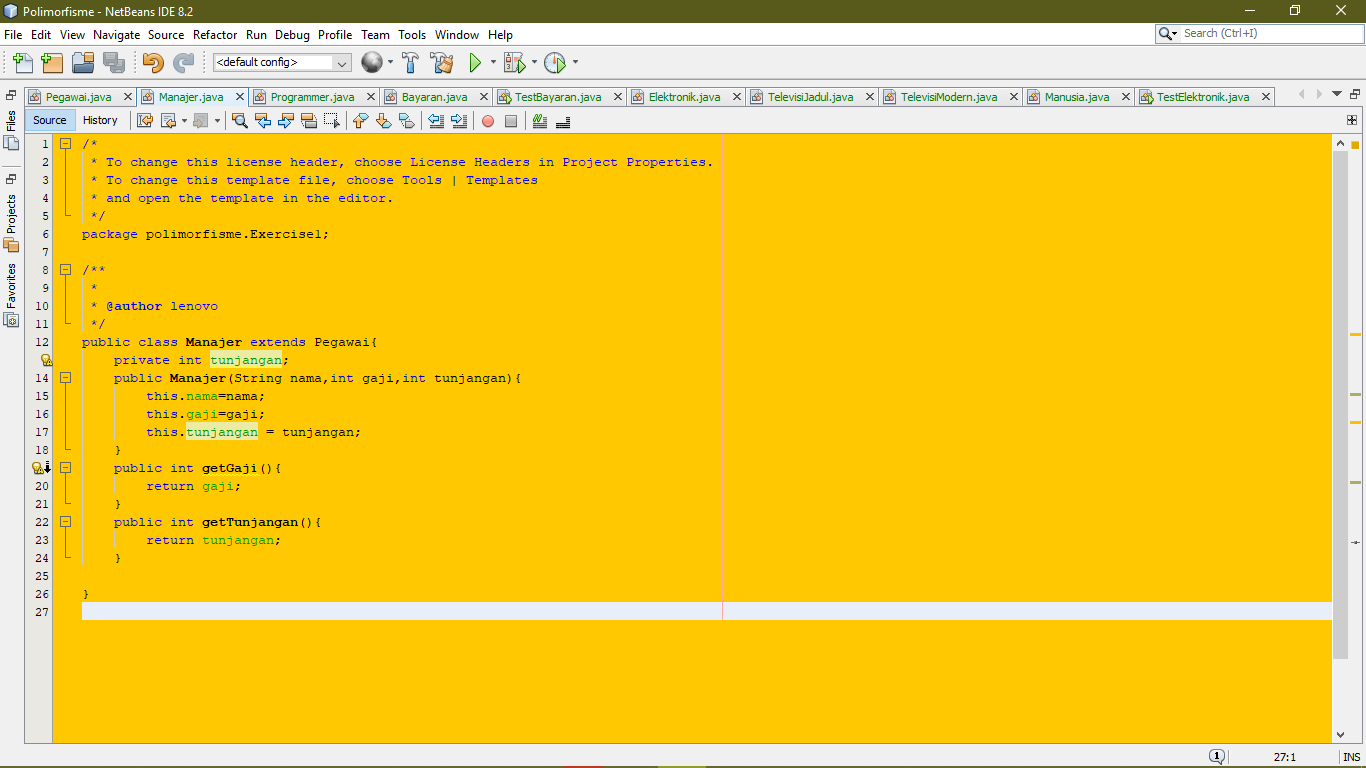 Polimorfisme - NetBeans IDE 8.2
File Edit View Navigate Source Refactor Run Debug Profile Team Tools Window Help
Search (Ctrl+I)
<default config>
Pegawai.java Manajer.java Programmer.java Bayaran.java TestBayaran.java Elektronik.java TelevisiJadul.java TelevisiModern.java Manusia.java TestElektronik.java
Files
Projects
Favorites
Source History
1 /*
2 * To change this license header, choose License Headers in Project Properties.
3 * To change this template file, choose Tools | Templates
4 * and open the template in the editor.
5 */
6 package polimorfisme.Exercise1;
7
8 /**
9 *
10 * @author lenovo
11 */
12 public class Manajer extends Pegawai{
private int tunjangan;
14 public Manajer(String nama,int gaji,int tunjangan){
15 this.nama=nama;
16 this.gaji=gaji;
17 this.tunjangan = tunjangan;
18 }
public int getGaji(){
20 return gaji;
21 }
22 public int getTunjangan(){
23 return tunjangan;
24 }
25
26 }
27
1 27:1 INS